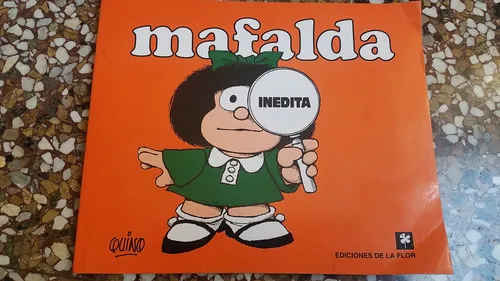 mafalda
INEDITA
QUINO
EDICIONES DE LA FLOR